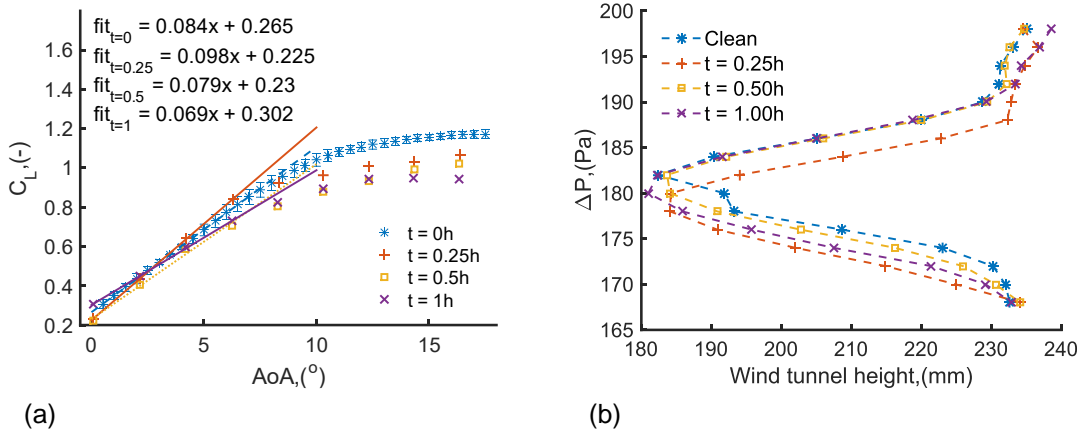 fit_{t=0} = 0.084x + 0.265
fit_{t=0.25} = 0.098x + 0.225
fit_{t=0.5} = 0.079x + 0.23
fit_{t=1} = 0.069x + 0.302
1.6
1.4
1.2
1
0.8
0.6
0.4
0.2
C_L,(-)
t = 0h
t = 0.25h
t = 0.5h
t = 1h
0 5 10 15
AoA,(°)
(a)
200
195
190
185
180
175
170
165
ΔP,(Pa)
Clean
t = 0.25h
t = 0.50h
t = 1.00h
180 190 200 210 220 230 240
Wind tunnel height,(mm)
(b)